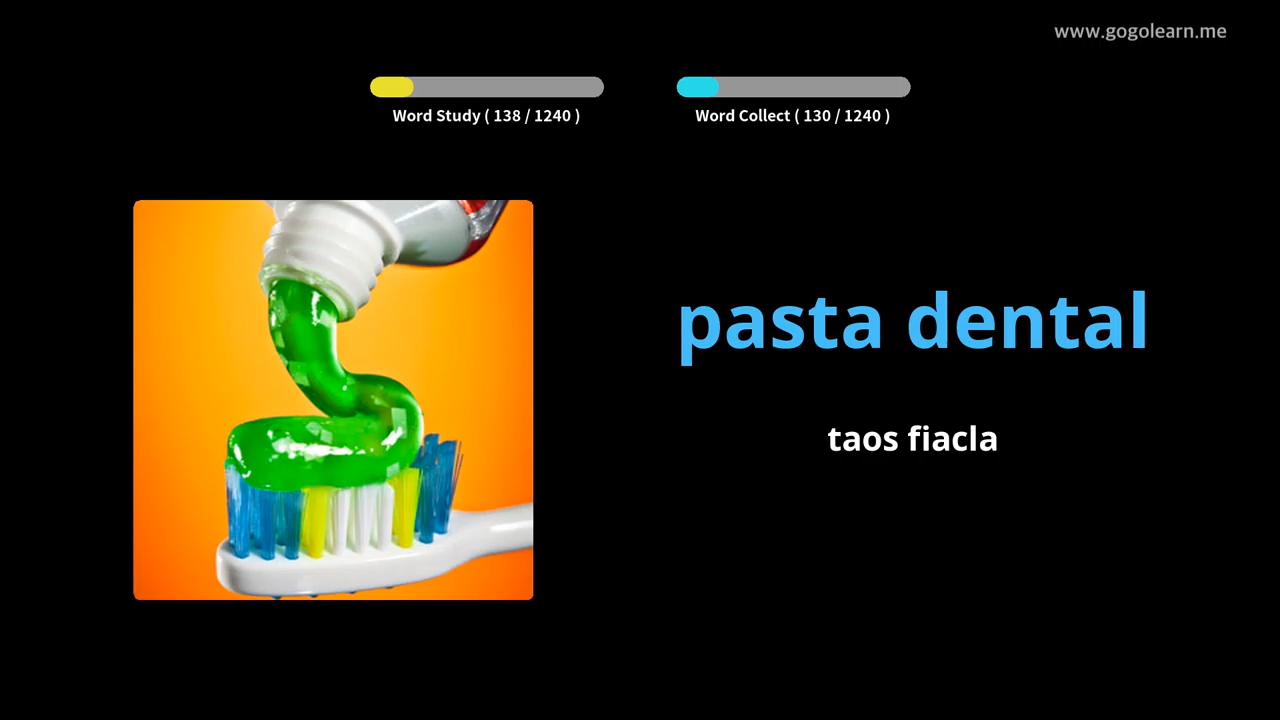 www.gogolearn.me
Word Study ( 138 / 1240 )
Word Collect ( 130 / 1240 )
pasta dental
taos fiacla